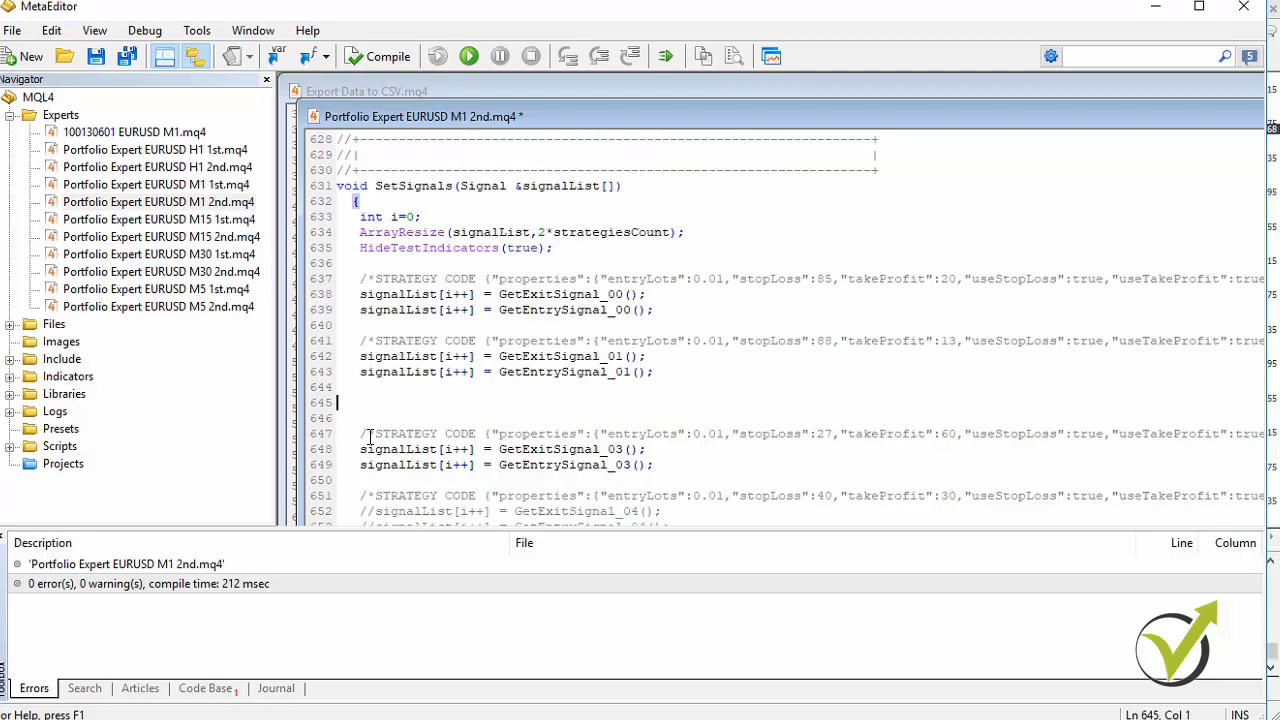 MetaEditor
File Edit View Debug Tools Window Help
New var Compile 5
Navigator
MQL4
Experts
100130601 EURUSD M1.mq4
Portfolio Expert EURUSD H1 1st.mq4
Portfolio Expert EURUSD H1 2nd.mq4
Portfolio Expert EURUSD M1 1st.mq4
Portfolio Expert EURUSD M1 2nd.mq4
Portfolio Expert EURUSD M15 1st.mq4
Portfolio Expert EURUSD M15 2nd.mq4
Portfolio Expert EURUSD M30 1st.mq4
Portfolio Expert EURUSD M30 2nd.mq4
Portfolio Expert EURUSD M5 1st.mq4
Portfolio Expert EURUSD M5 2nd.mq4
Files
Images
Include
Indicators
Libraries
Logs
Presets
Scripts
Projects
Export Data to CSV.mq4
Portfolio Expert EURUSD M1 2nd.mq4 *
628 //+------------------------------------------------------------------+
629 //| |
630 //+------------------------------------------------------------------+
631 void SetSignals(Signal &signalList[])
632 {
633 int i=0;
634 ArrayResize(signalList,2*strategiesCount);
635 HideTestIndicators(true);
636
637 /*STRATEGY CODE {"properties":{"entryLots":0.01,"stopLoss":85,"takeProfit":20,"useStopLoss":true,"useTakeProfit":true
638 signalList[i++] = GetExitSignal_00();
639 signalList[i++] = GetEntrySignal_00();
640
641 /*STRATEGY CODE {"properties":{"entryLots":0.01,"stopLoss":88,"takeProfit":13,"useStopLoss":true,"useTakeProfit":true
642 signalList[i++] = GetExitSignal_01();
643 signalList[i++] = GetEntrySignal_01();
644
645
646
647 /*STRATEGY CODE {"properties":{"entryLots":0.01,"stopLoss":27,"takeProfit":60,"useStopLoss":true,"useTakeProfit":true
648 signalList[i++] = GetExitSignal_03();
649 signalList[i++] = GetEntrySignal_03();
650
651 /*STRATEGY CODE {"properties":{"entryLots":0.01,"stopLoss":40,"takeProfit":30,"useStopLoss":true,"useTakeProfit":true
652 //signalList[i++] = GetExitSignal_04();
Description File Line Column
'Portfolio Expert EURUSD M1 2nd.mq4'
0 error(s), 0 warning(s), compile time: 212 msec
Toolbox
Errors Search Articles Code Base 1 Journal
For Help, press F1 Ln 645, Col 1 INS